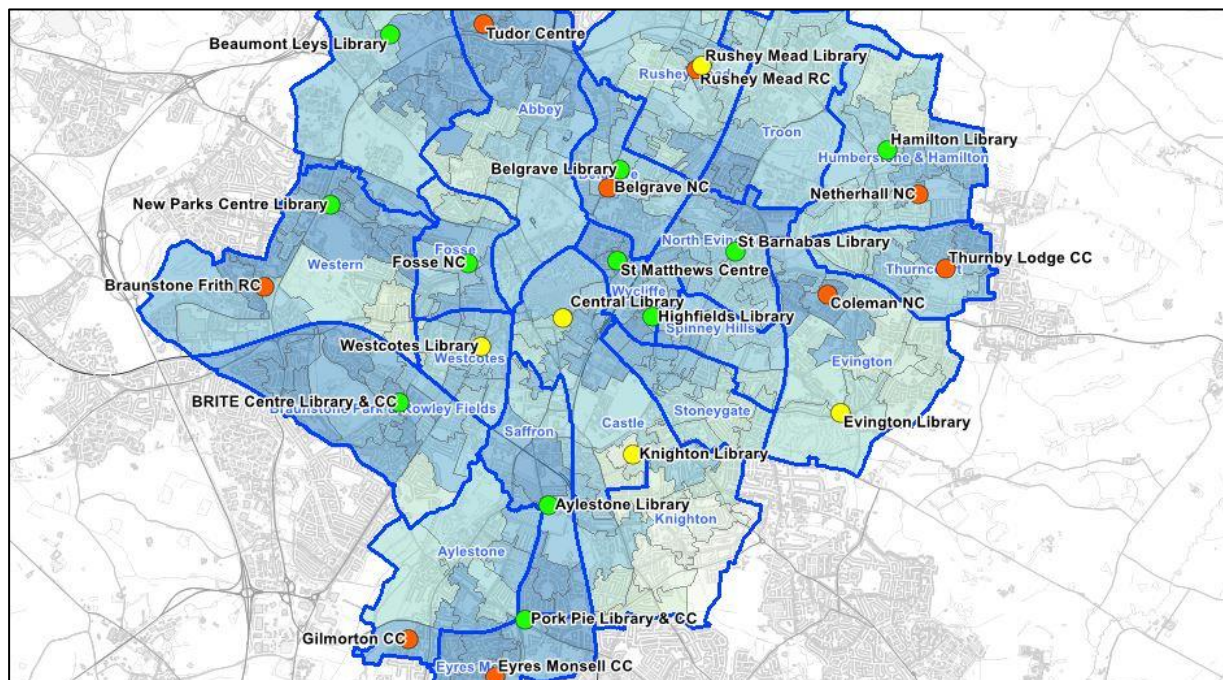 Tudor Centre
Beaumont Leys Library
Rushey Mead Library
Rushey
Rushey Mead RC
Abbey
Troon
Hamilton Library
Humberstone & Hamilton
Belgrave Library
Belgrave NC
Netherhall NC
New Parks Centre Library
North Evington
St Barnabas Library
Fosse
Fosse NC
Western
St Matthews Centre
Thurnby Lodge CC
Thurncourt
Braunstone Frith RC
Wycliffe
Coleman NC
Central Library
Highfields Library
Spinney Hills
Westcotes Library
Westcotes
Evington
BRITE Centre Library & CC
Braunstone Park & Rowley Fields
Stoneygate
Evington Library
Castle
Saffron
Knighton Library
Aylestone Library
Knighton
Aylestone
Pork Pie Library & CC
Gilmorton CC
Eyres Monsell CC
Eyres M